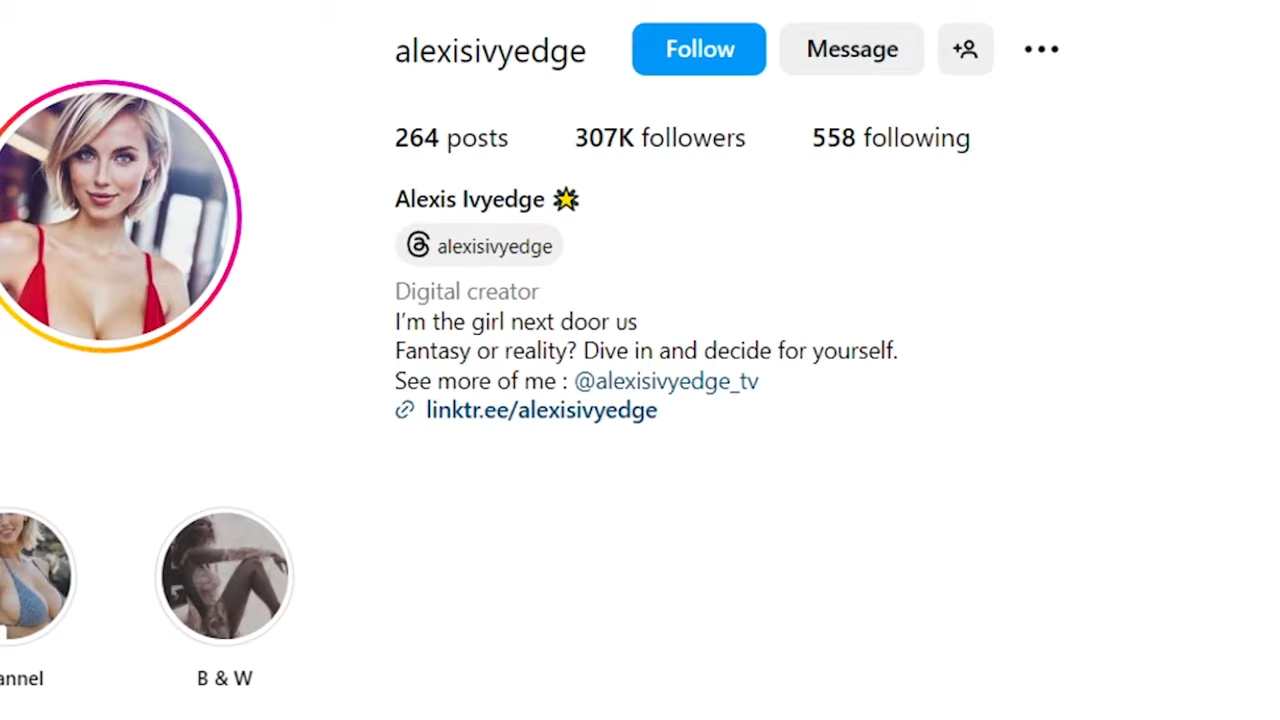 alexisivyedge Follow Message
264 posts 307K followers 558 following
Alexis Ivyedge
alexisivyedge
Digital creator
I'm the girl next door us
Fantasy or reality? Dive in and decide for yourself.
See more of me : @alexisivyedge_tv
linktr.ee/alexisivyedge
annel B & W